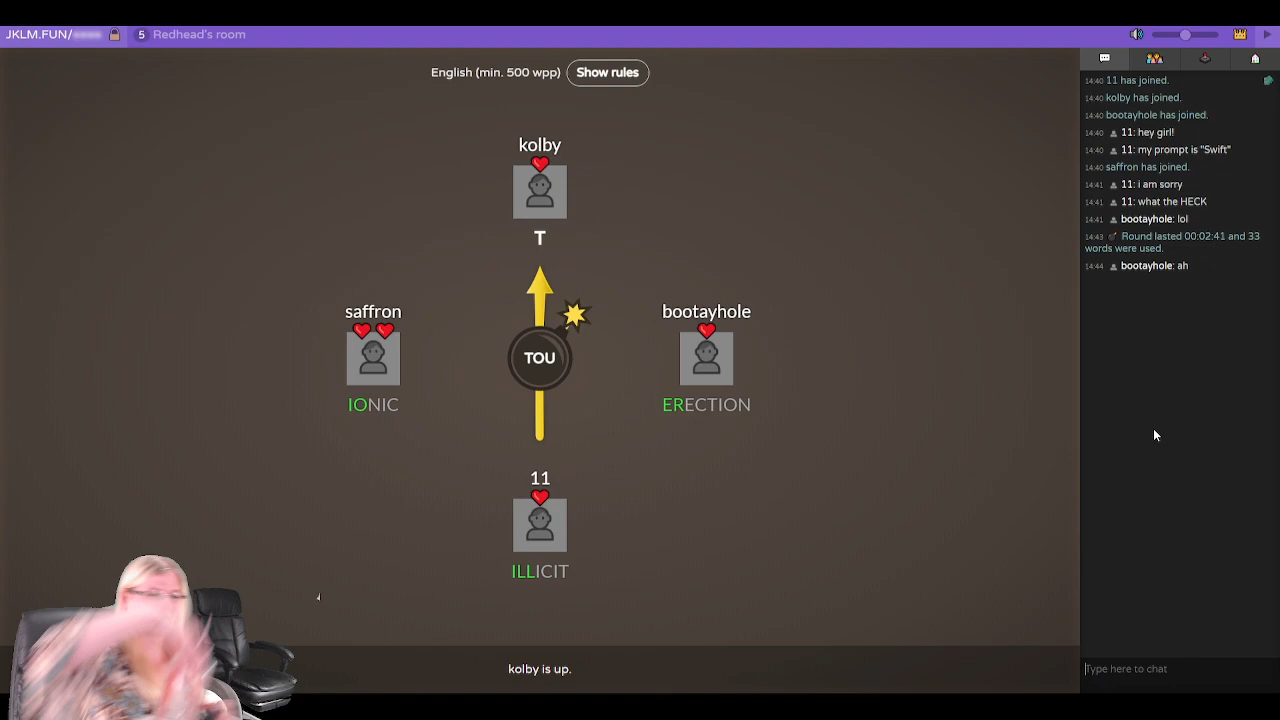 JKLM.FUN/
5 Redhead's room
English (min. 500 wpp) Show rules
kolby
T
saffron
IONIC
TOU
bootayhole
ERECTION
11
ILLICIT
kolby is up.
14:40 11 has joined.
14:40 kolby has joined.
14:40 bootayhole has joined.
14:40 11: hey girl!
14:40 11: my prompt is "Swift"
14:40 saffron has joined.
14:41 11: i am sorry
14:41 11: what the HECK
14:41 bootayhole: lol
14:43 Round lasted 00:02:41 and 33
words were used.
14:44 bootayhole: ah
Type here to chat